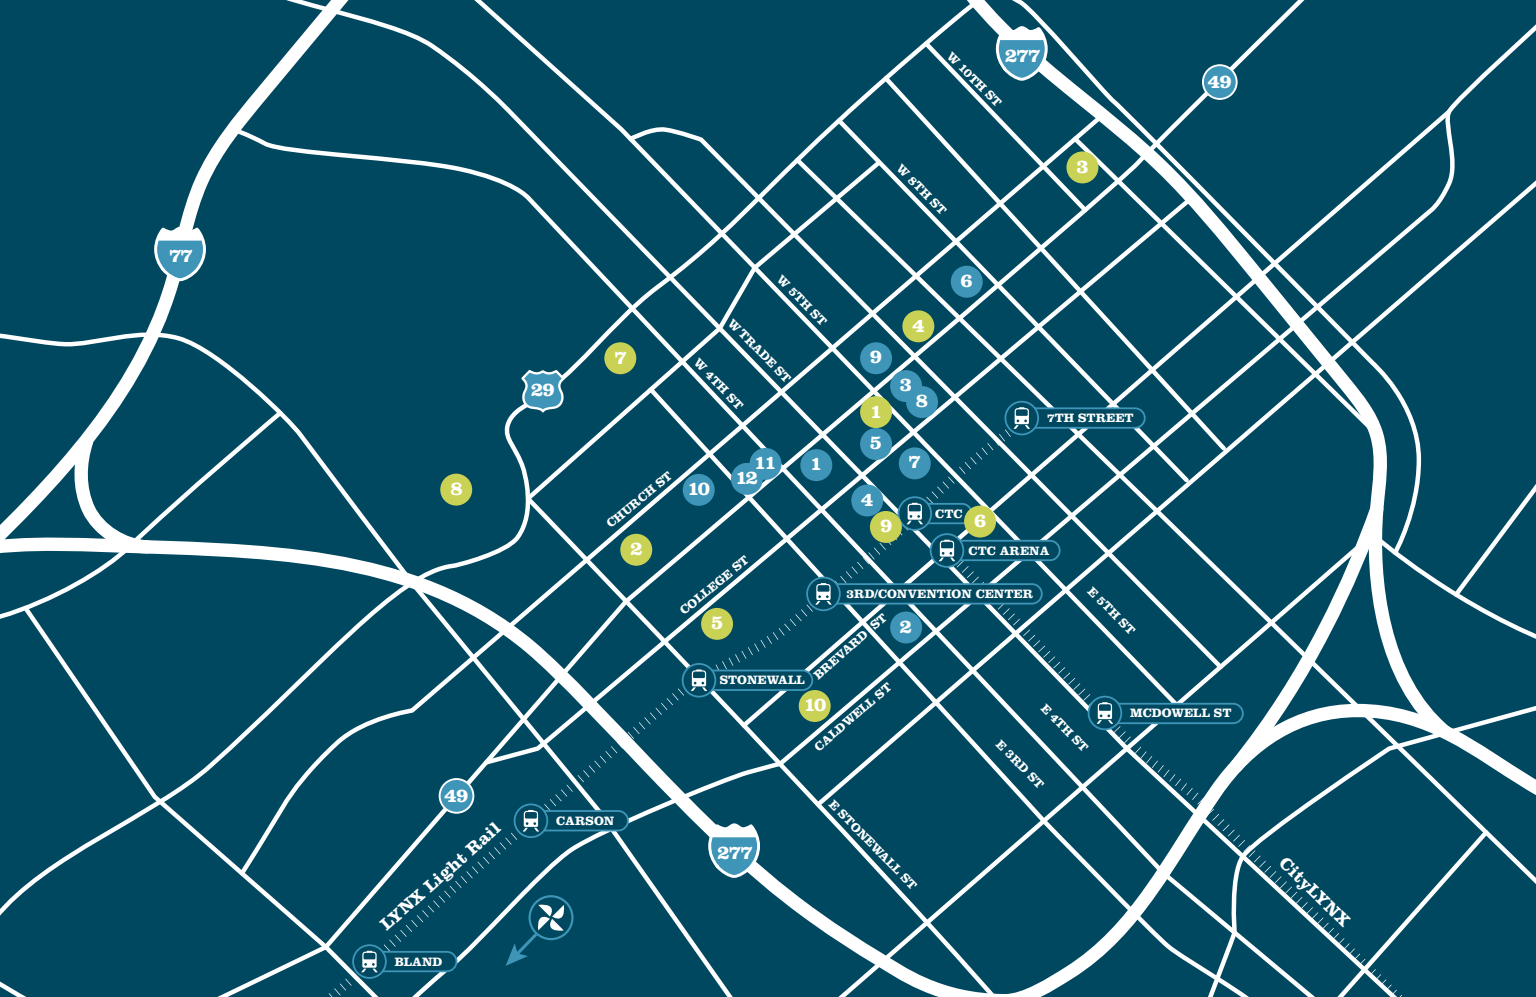 277
49
W 10TH ST
3
W 8TH ST
77
6
W 5TH ST
4
W TRADE ST
7
9
W 4TH ST
29
3
8
1
7TH STREET
5
11
1
7
12
10
8
CHURCH ST
4
CTC
6
9
2
CTC ARENA
COLLEGE ST
3RD/CONVENTION CENTER
E 5TH ST
5
2
BREVARD ST
STONEWALL
10
CALDWELL ST
MCDOWELL ST
E 4TH ST
E 3RD ST
49
CARSON
E STONEWALL ST
277
LYNX Light Rail
CityLYNX
BLAND